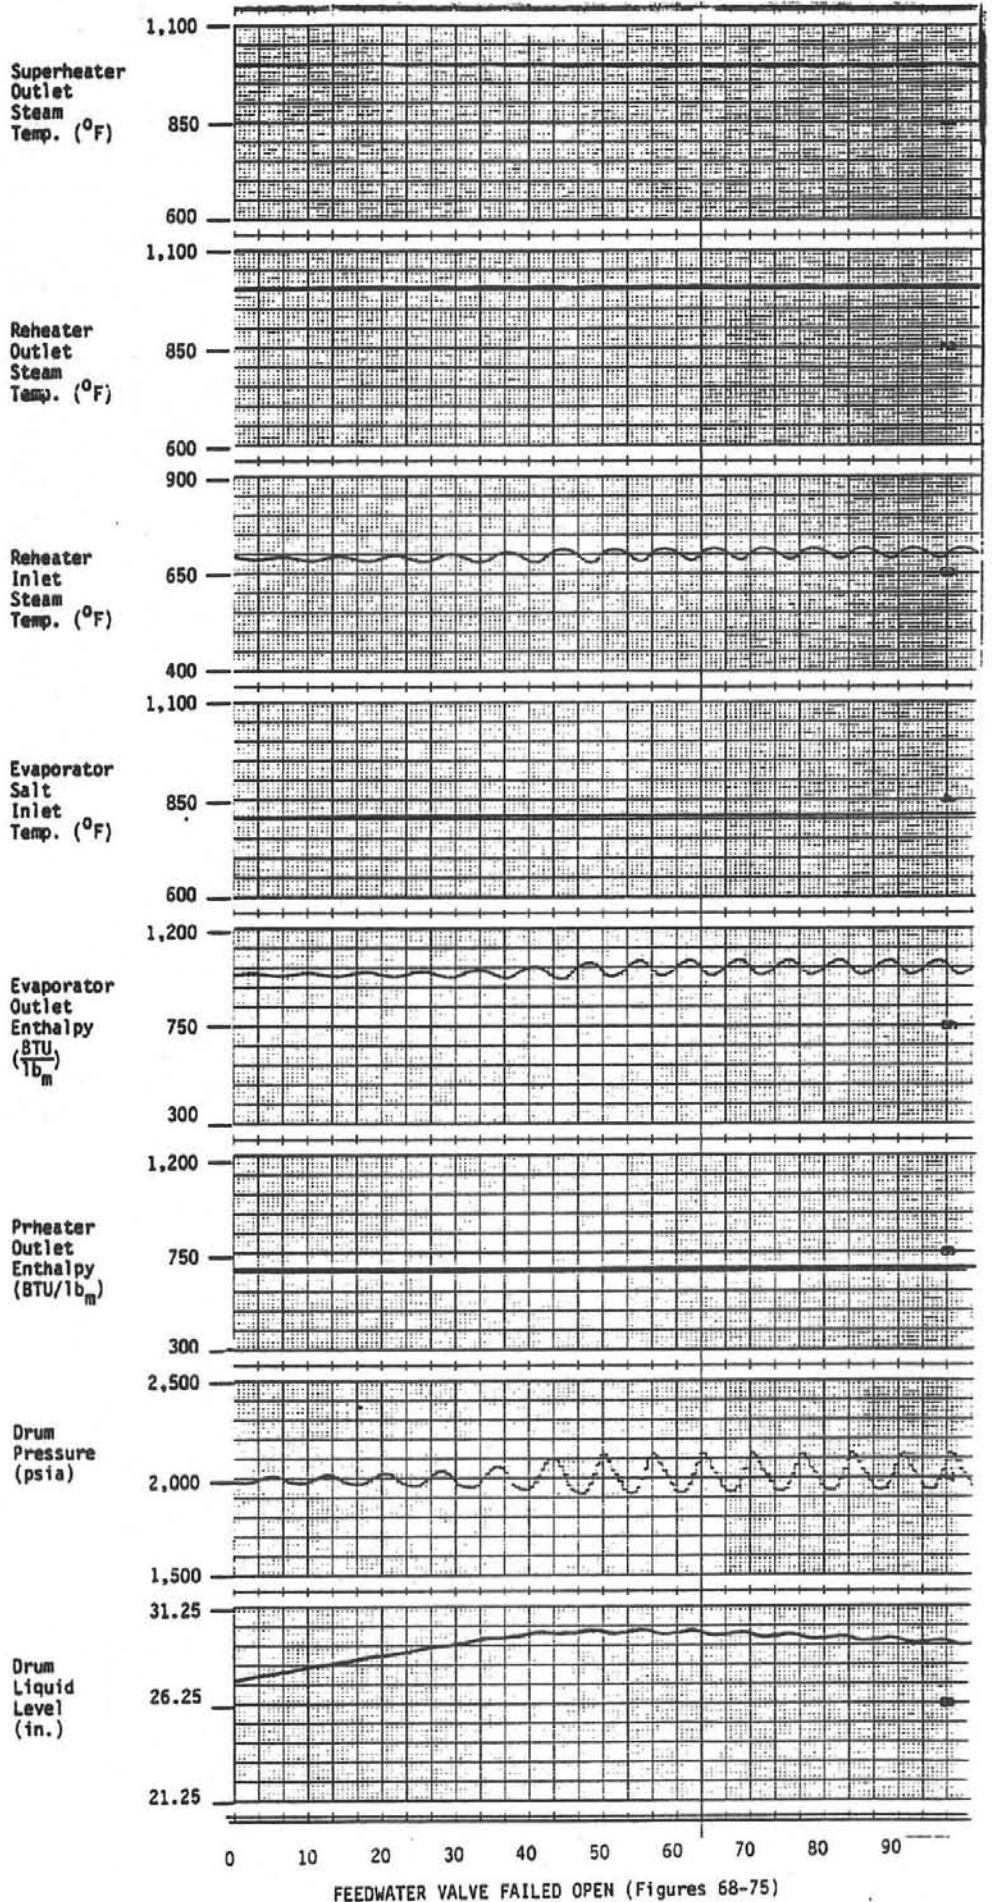 1,100
Superheater
Outlet
Steam
Temp. (°F)
850
600
1,100
Reheater
Outlet
Steam
Temp. (°F)
850
600
900
Reheater
Inlet
Steam
Temp. (°F)
650
400
1,100
Evaporator
Salt
Inlet
Temp. (°F)
850
600
1,200
Evaporator
Outlet
Enthalpy
(BTU/lbm)
750
300
1,200
Prheater
Outlet
Enthalpy
(BTU/lbm)
750
300
2,500
Drum
Pressure
(psia)
2,000
1,500
31.25
Drum
Liquid
Level
(in.)
26.25
21.25
0 10 20 30 40 50 60 70 80 90
FEEDWATER VALVE FAILED OPEN (Figures 68-75)